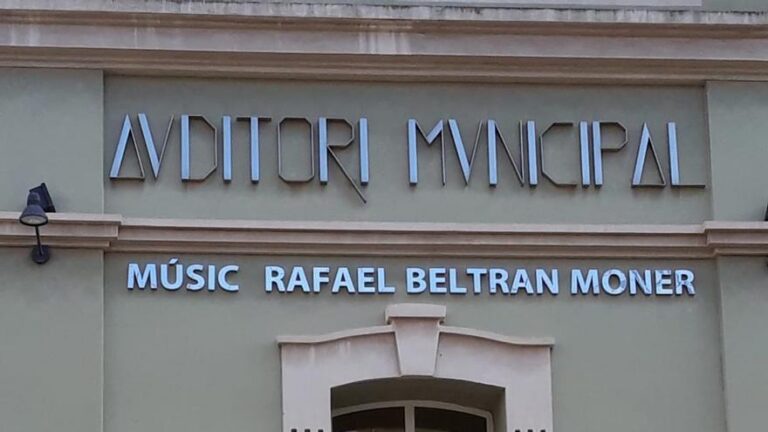 AVDITORI MVNICIPAL
MÚSIC RAFAEL BELTRAN MONER